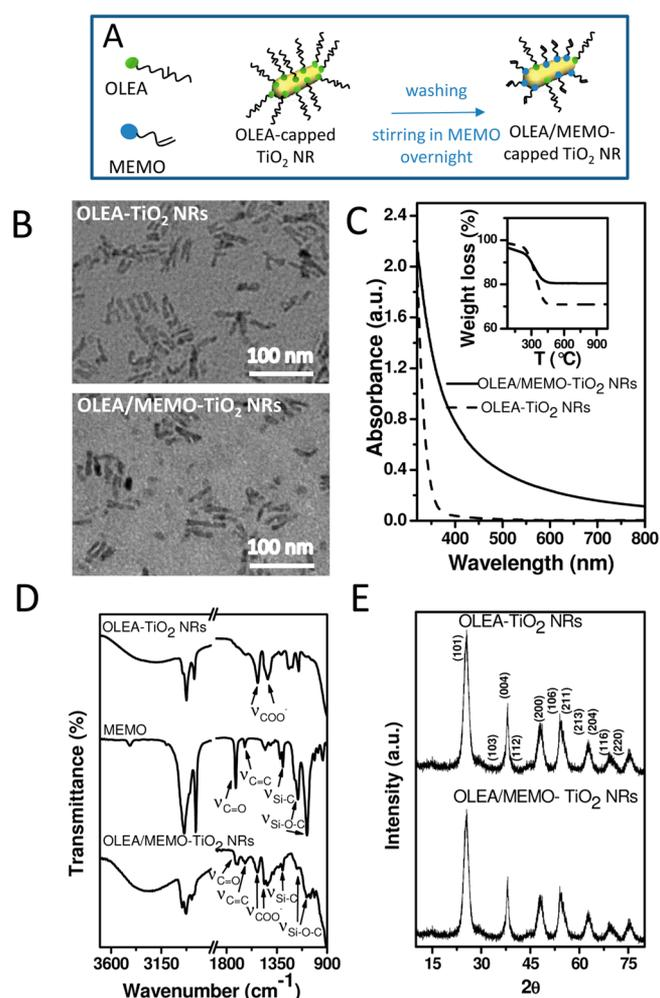 A
OLEA
MEMO
OLEA-capped
TiO2 NR
washing
stirring in MEMO
overnight
OLEA/MEMO-
capped TiO2 NR
B
OLEA-TiO2 NRs
100 nm
OLEA/MEMO-TiO2 NRs
100 nm
C
Absorbance (a.u.)
2.4
2.0
1.6
1.2
0.8
0.4
0.0
400 500 600 700 800
Wavelength (nm)
Weight loss (%)
100
80
60
300 600 900
T (°C)
OLEA/MEMO-TiO2 NRs
OLEA-TiO2 NRs
D
Transmittance (%)
OLEA-TiO2 NRs
νCOO-
MEMO
νC=O
νC=C
νSi-C
νSi-O-C
OLEA/MEMO-TiO2 NRs
νC=O
νC=C
νCOO-
νSi-C
νSi-O-C
3600 3150 1800 1350 900
Wavenumber (cm-1)
E
Intensity (a.u.)
OLEA-TiO2 NRs
(101)
(103)
(004)
(112)
(200)
(106)
(211)
(213)
(204)
(116)
(220)
OLEA/MEMO- TiO2 NRs
15 30 45 60 75
2θ